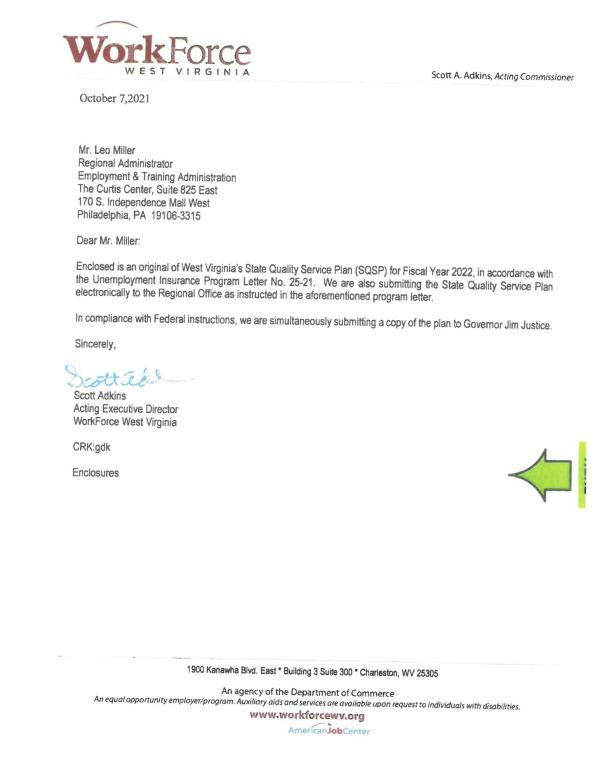 WorkForce
WEST VIRGINIA
Scott A. Adkins, Acting Commissioner
October 7,2021
Mr. Leo Miller
Regional Administrator
Employment & Training Administration
The Curtis Center, Suite 825 East
170 S. Independence Mall West
Philadelphia, PA 19106-3315
Dear Mr. Miller:
Enclosed is an original of West Virginia's State Quality Service Plan (SQSP) for Fiscal Year 2022, in accordance with
the Unemployment Insurance Program Letter No. 25-21. We are also submitting the State Quality Service Plan
electronically to the Regional Office as instructed in the aforementioned program letter.
In compliance with Federal instructions, we are simultaneously submitting a copy of the plan to Governor Jim Justice.
Sincerely,
Scott Adkins
Acting Executive Director
WorkForce West Virginia
CRK:gdk
Enclosures
1900 Kanawha Blvd. East * Building 3 Suite 300 * Charleston, WV 25305
An agency of the Department of Commerce
An equal opportunity employer/program. Auxiliary aids and services are available upon request to individuals with disabilities.
www.workforcewv.org
AmericanJobCenter